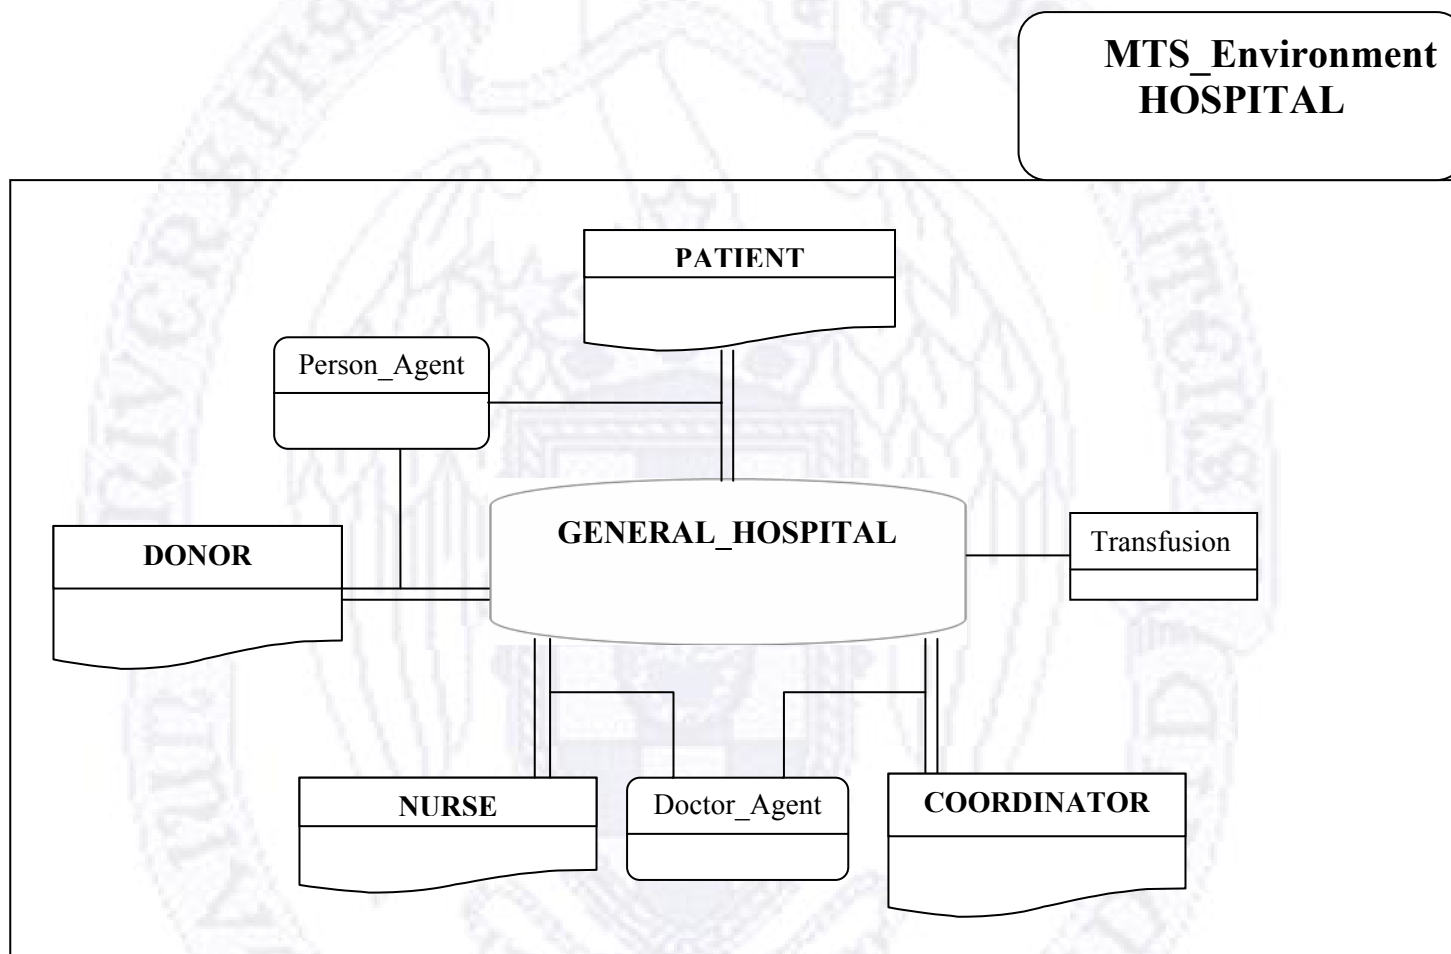 MTS_Environment
HOSPITAL
PATIENT
Person_Agent
GENERAL_HOSPITAL
Transfusion
DONOR
NURSE
Doctor_Agent
COORDINATOR